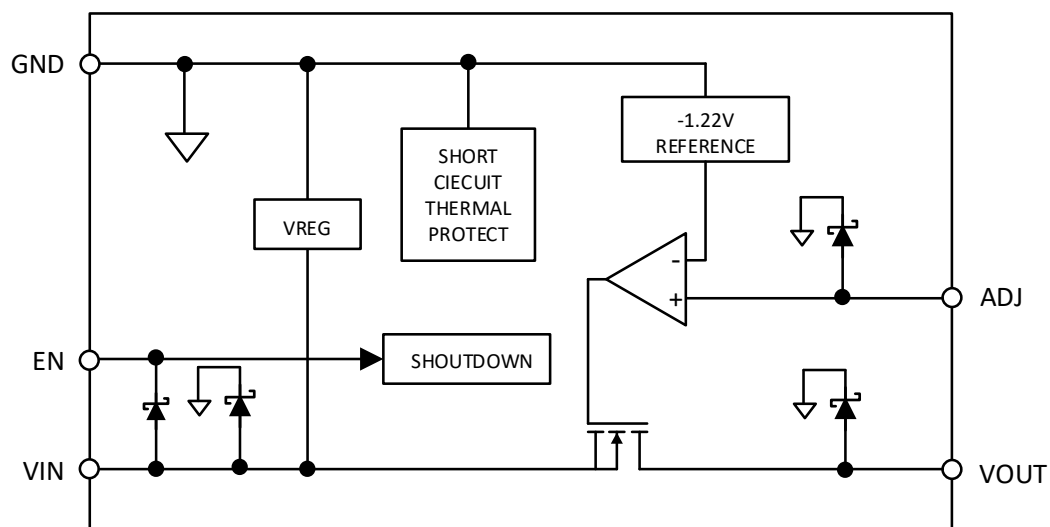 GND
-1.22V
REFERENCE
SHORT
CIECUIT
THERMAL
PROTECT
VREG
-
+
ADJ
EN
SHOUTDOWN
VIN
VOUT